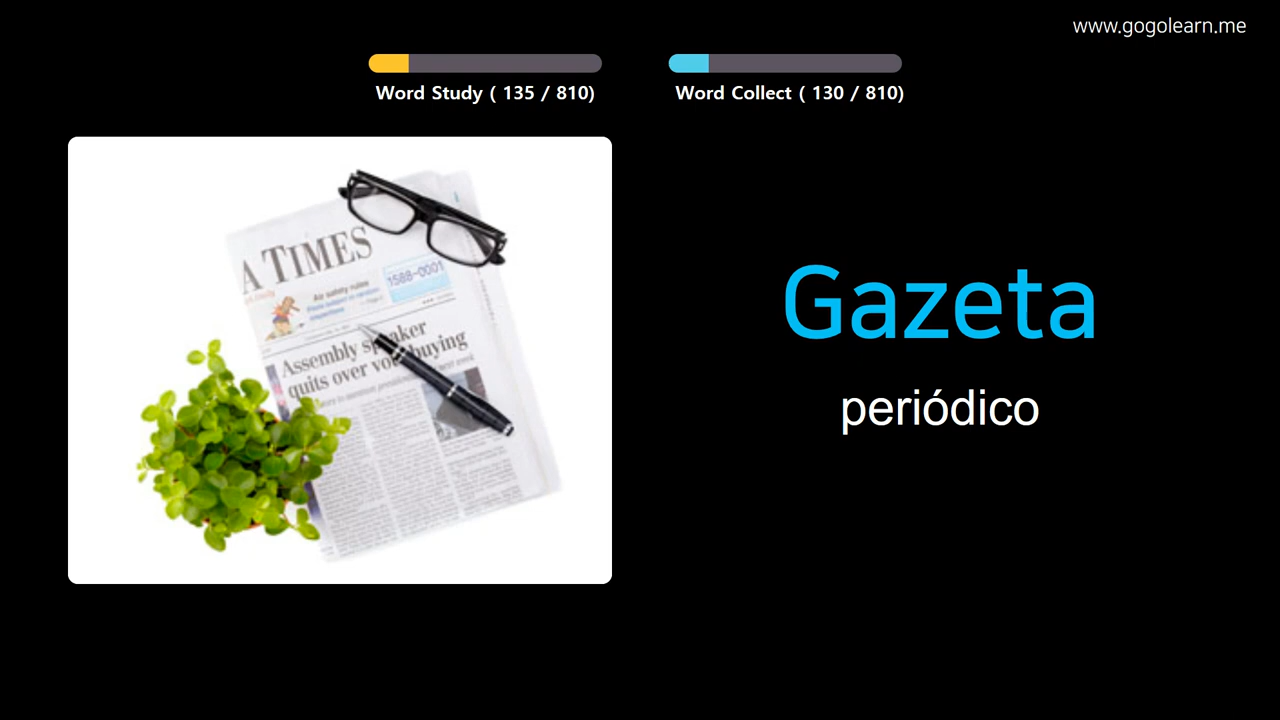 www.gogolearn.me
Word Study ( 135 / 810)
Word Collect ( 130 / 810)
A TIMES
1588-0001
Air safety rules
Assembly speaker
quits over vote buying
Gazeta
periódico